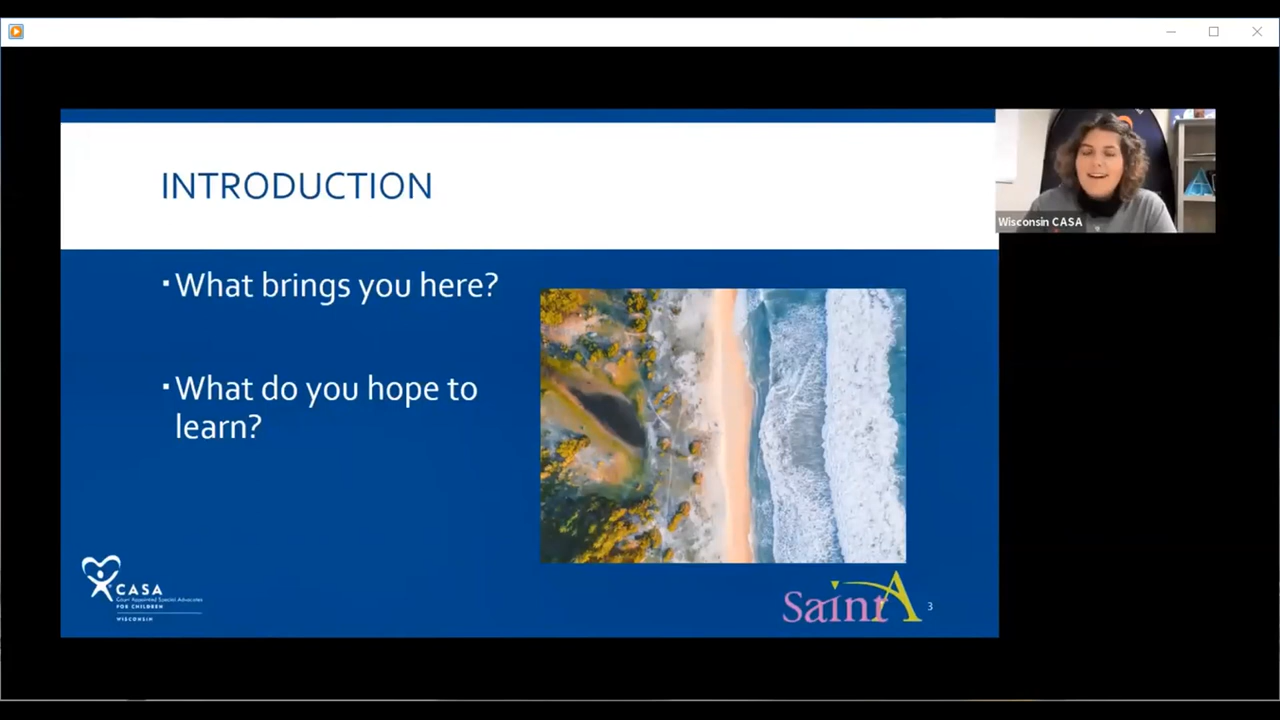 INTRODUCTION
Wisconsin CASA
▪ What brings you here?
▪ What do you hope to
learn?
CASA
Court Appointed Special Advocates
FOR CHILDREN
WISCONSIN
SaintA
3